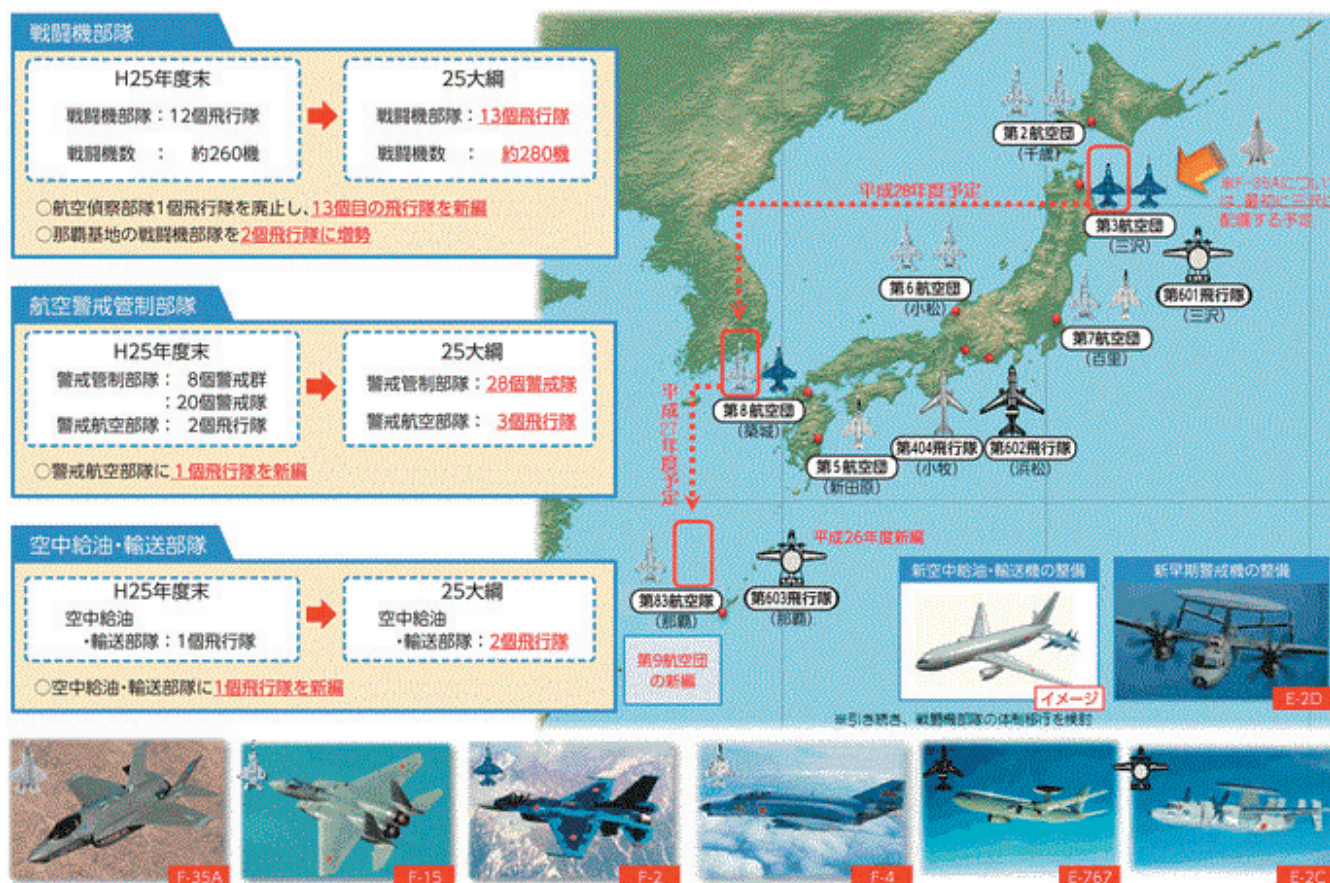 戦闘機部隊
H25年度末
戦闘機部隊：12個飛行隊
戦闘機数　：　約260機
25大綱
戦闘機部隊：13個飛行隊
戦闘機数　：　約280機
○航空偵察部隊1個飛行隊を廃止し、13個目の飛行隊を新編
○那覇基地の戦闘機部隊を2個飛行隊に増勢
航空警戒管制部隊
H25年度末
警戒管制部隊：　8個警戒群
：20個警戒隊
警戒航空部隊：　2個飛行隊
25大綱
警戒管制部隊：28個警戒隊
警戒航空部隊：　3個飛行隊
○警戒航空部隊に1個飛行隊を新編
空中給油・輸送部隊
H25年度末
空中給油
・輸送部隊：1個飛行隊
25大綱
空中給油
・輸送部隊：2個飛行隊
○空中給油・輸送部隊に1個飛行隊を新編
第2航空団
（千歳）
平成28年度予定
※F-35Aについて
は、最初に三沢に
配備する予定
第3航空団
（三沢）
第6航空団
（小松）
第601飛行隊
（三沢）
第7航空団
（百里）
平成27年度予定
第8航空団
（築城）
第5航空団
（新田原）
第404飛行隊
（小牧）
第602飛行隊
（浜松）
平成26年度新編
第83航空隊
（那覇）
第603飛行隊
（那覇）
第9航空団
の新編
新空中給油・輸送機の整備
イメージ
新早期警戒機の整備
E-2D
※引き続き、戦闘機部隊の体制移行を検討
F-35A
F-15
F-2
F-4
E-767
E-2C